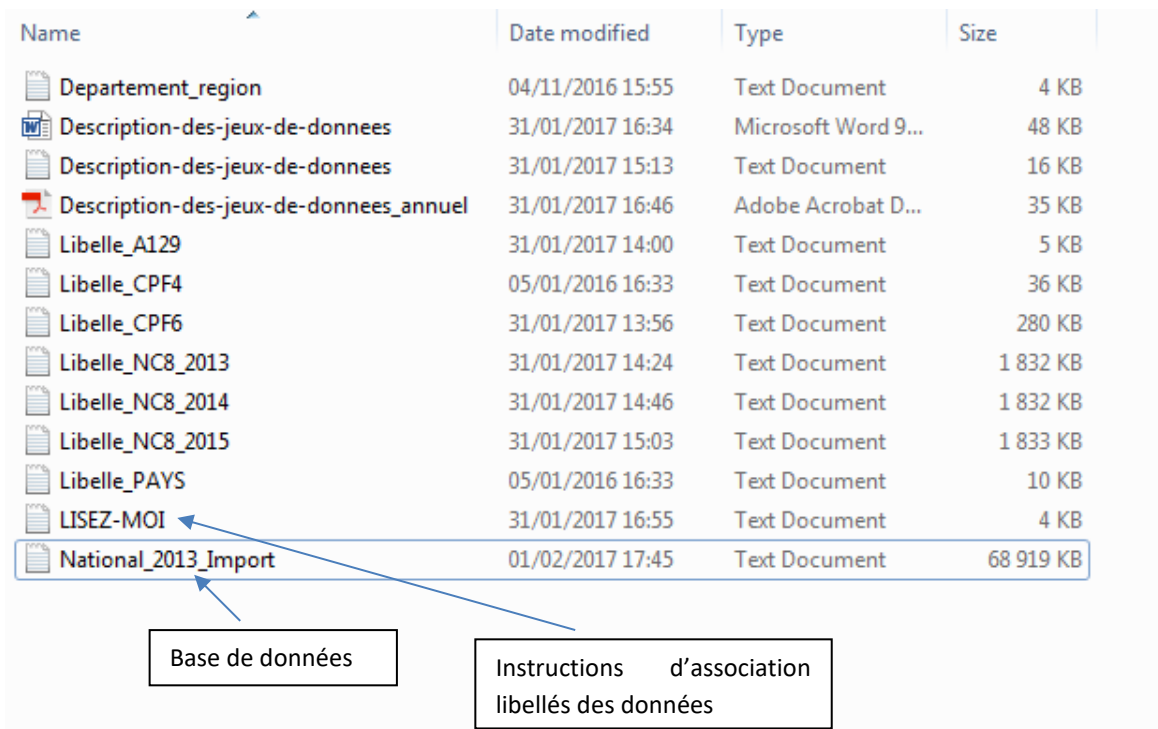 Name Date modified Type Size
Departement_region 04/11/2016 15:55 Text Document 4 KB
Description-des-jeux-de-donnees 31/01/2017 16:34 Microsoft Word 9... 48 KB
Description-des-jeux-de-donnees 31/01/2017 15:13 Text Document 16 KB
Description-des-jeux-de-donnees_annuel 31/01/2017 16:46 Adobe Acrobat D... 35 KB
Libelle_A129 31/01/2017 14:00 Text Document 5 KB
Libelle_CPF4 05/01/2016 16:33 Text Document 36 KB
Libelle_CPF6 31/01/2017 13:56 Text Document 280 KB
Libelle_NC8_2013 31/01/2017 14:24 Text Document 1 832 KB
Libelle_NC8_2014 31/01/2017 14:46 Text Document 1 832 KB
Libelle_NC8_2015 31/01/2017 15:03 Text Document 1 833 KB
Libelle_PAYS 05/01/2016 16:33 Text Document 10 KB
LISEZ-MOI 31/01/2017 16:55 Text Document 4 KB
National_2013_Import 01/02/2017 17:45 Text Document 68 919 KB
Base de données
Instructions d'association
libellés des données